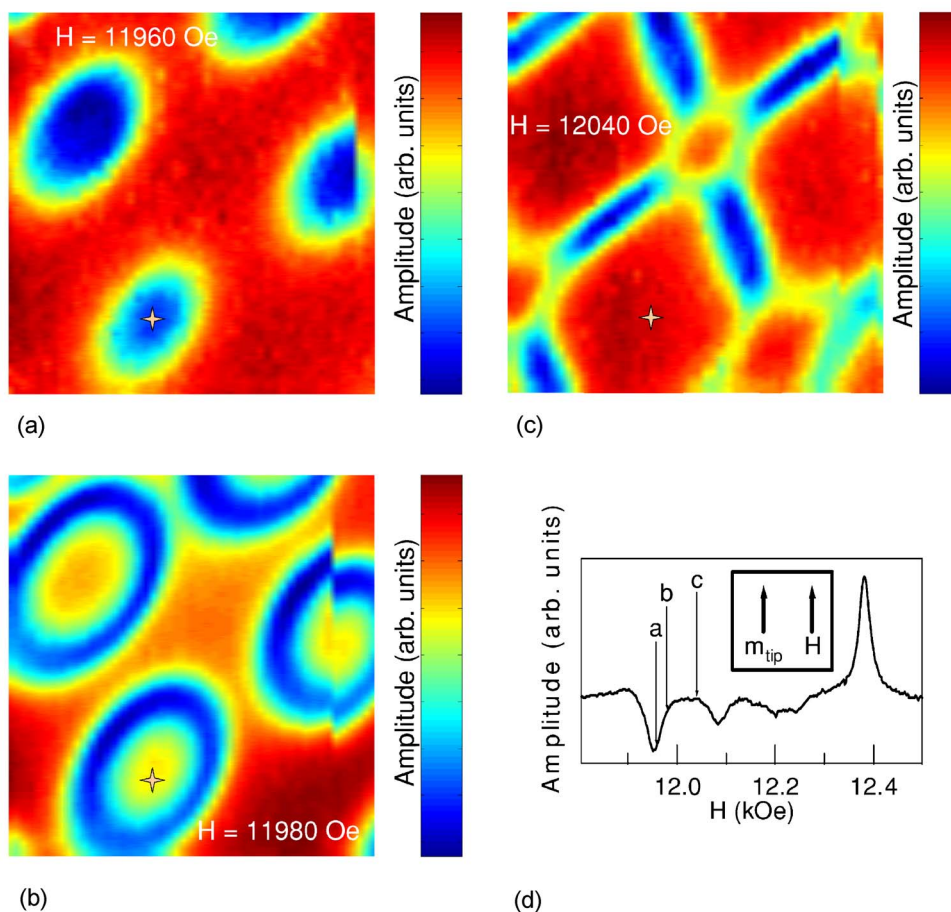 H = 11960 Oe
Amplitude (arb. units)
(a)
H = 12040 Oe
Amplitude (arb. units)
(c)
H = 11980 Oe
Amplitude (arb. units)
(b)
Amplitude (arb. units)
a
b
c
m_tip
H
12.0
12.2
12.4
H (kOe)
(d)